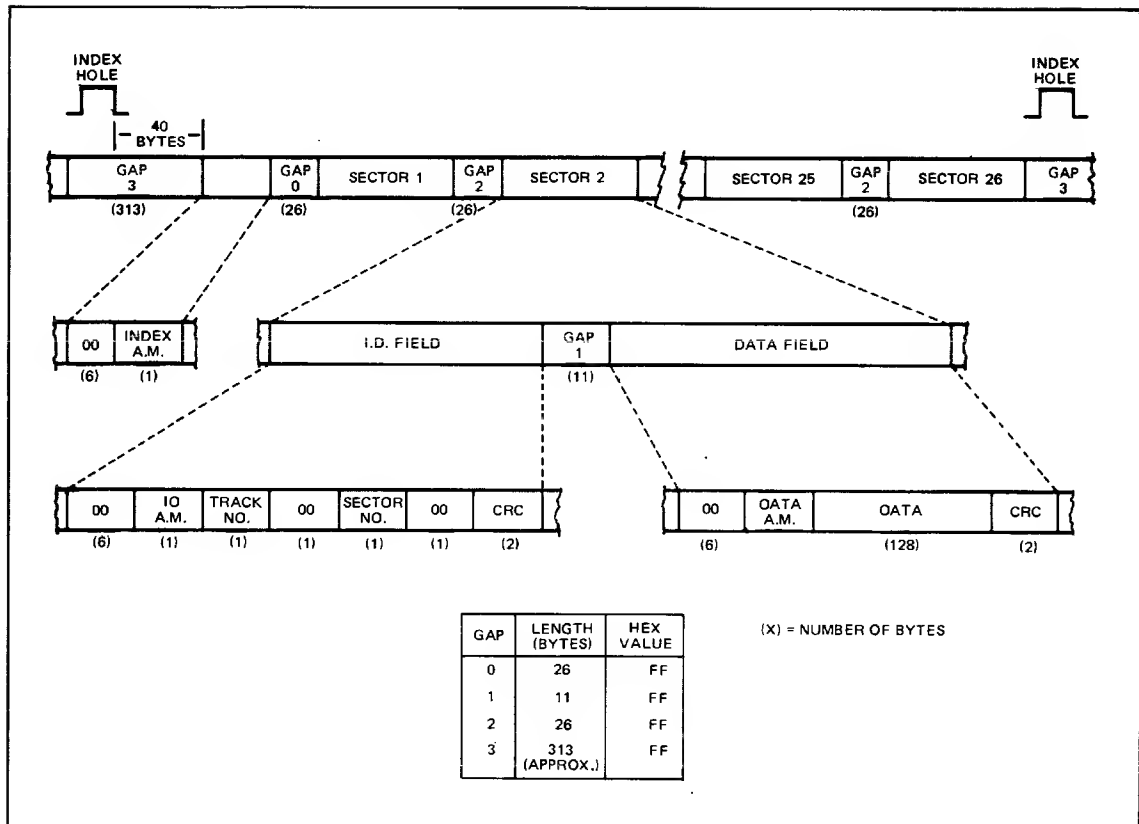 INDEX
HOLE
INDEX
HOLE
40
BYTES
GAP
3
GAP
0
SECTOR 1
GAP
2
SECTOR 2
SECTOR 25
GAP
2
SECTOR 26
GAP
3
(313)
(26)
(26)
(26)
00
INDEX
A.M.
I.D. FIELD
GAP
1
DATA FIELD
(6)
(1)
(11)
00
IO
A.M.
TRACK
NO.
00
SECTOR
NO.
00
CRC
00
OATA
A.M.
OATA
CRC
(6)
(1)
(1)
(1)
(1)
(1)
(2)
(6)
(128)
(2)
GAP
LENGTH
(BYTES)
HEX
VALUE
0 26 FF
1 11 FF
2 26 FF
3 313 FF
(APPROX.)
(X) = NUMBER OF BYTES